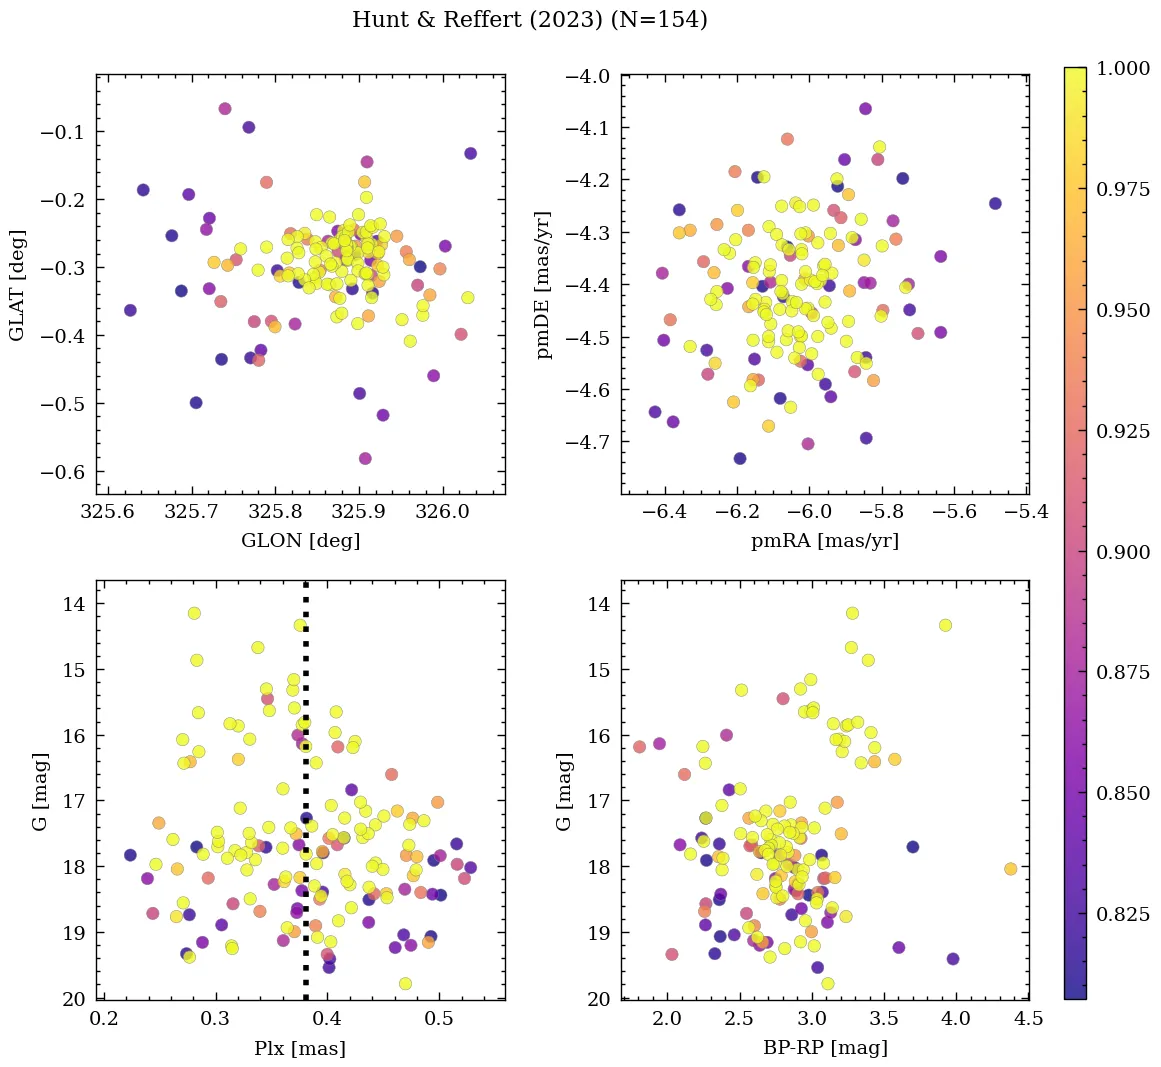 Hunt & Reffert (2023) (N=154)
−0.1
−0.2
−0.3
−0.4
−0.5
−0.6
GLAT [deg]
325.6 325.7 325.8 325.9 326.0
GLON [deg]
−4.0
−4.1
−4.2
−4.3
−4.4
−4.5
−4.6
−4.7
pmDE [mas/yr]
−6.4 −6.2 −6.0 −5.8 −5.6 −5.4
pmRA [mas/yr]
14
15
16
17
18
19
20
G [mag]
0.2 0.3 0.4 0.5
Plx [mas]
14
15
16
17
18
19
20
G [mag]
2.0 2.5 3.0 3.5 4.0 4.5
BP-RP [mag]
1.000
0.975
0.950
0.925
0.900
0.875
0.850
0.825